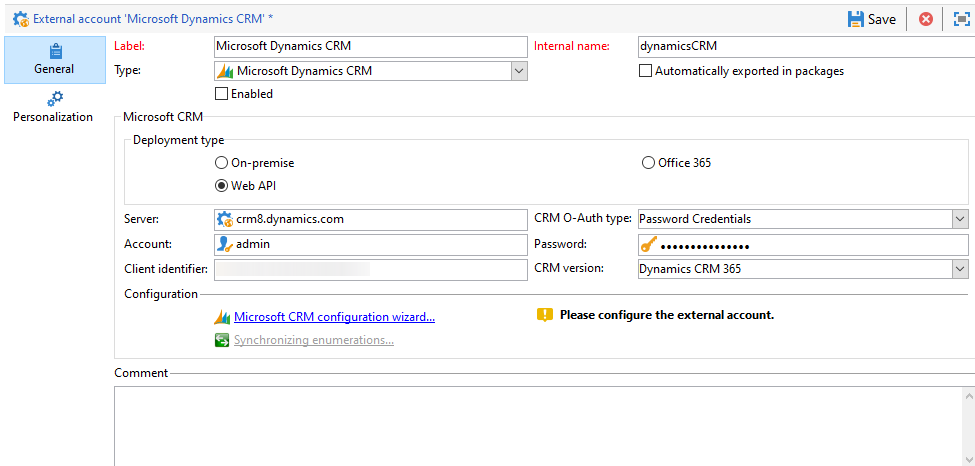 External account 'Microsoft Dynamics CRM' *
Save
General
Personalization
Label: Microsoft Dynamics CRM Internal name: dynamicsCRM
Type: Microsoft Dynamics CRM Automatically exported in packages
Enabled
Microsoft CRM
Deployment type
On-premise Office 365
Web API
Server: crm8.dynamics.com CRM O-Auth type: Password Credentials
Account: admin Password: •••••••••••••••
Client identifier: CRM version: Dynamics CRM 365
Configuration
Microsoft CRM configuration wizard... Please configure the external account.
Synchronizing enumerations...
Comment